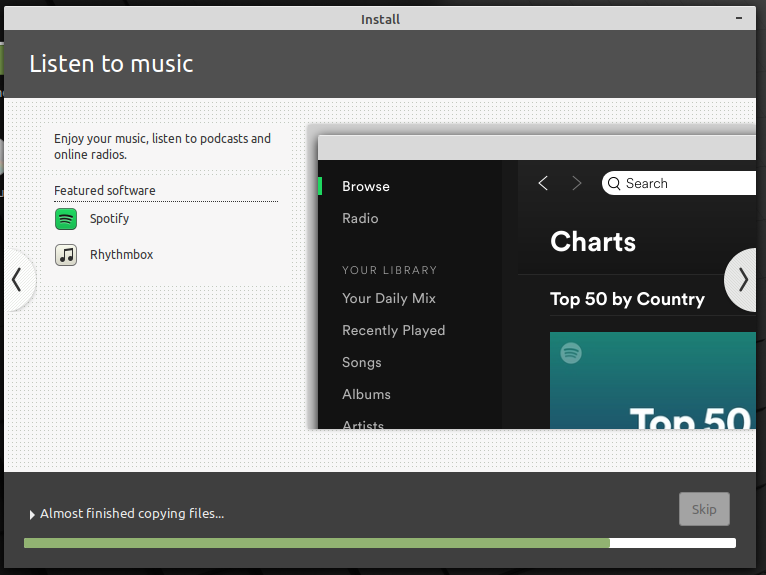 Install
Listen to music
Enjoy your music, listen to podcasts and
online radios.
Featured software
Spotify
Rhythmbox
Browse
Radio
YOUR LIBRARY
Your Daily Mix
Recently Played
Songs
Albums
Artists
Search
Charts
Top 50 by Country
Top 50
Almost finished copying files...
Skip